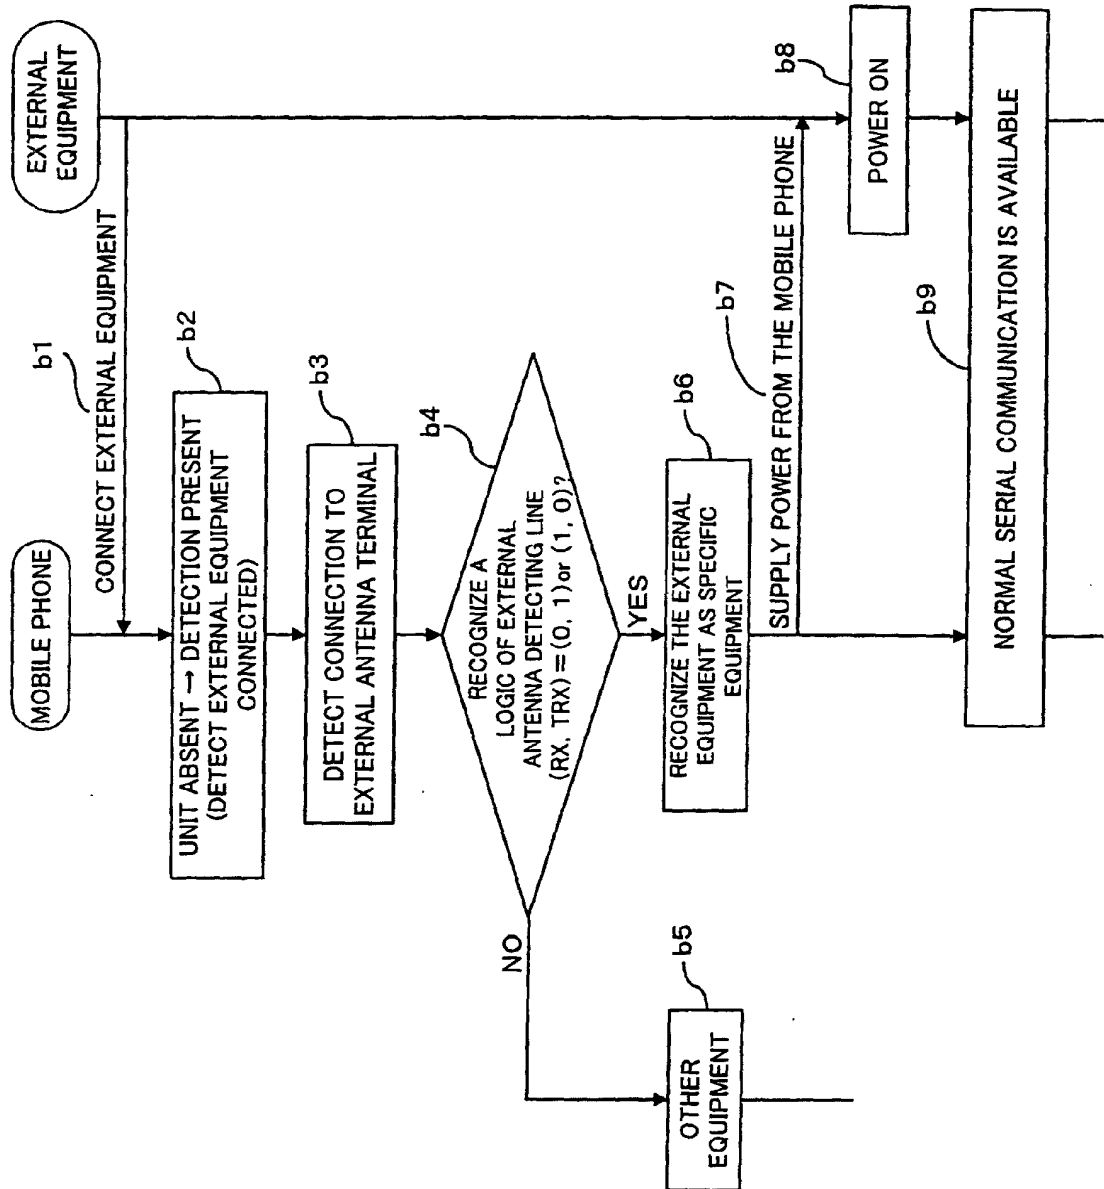 MOBILE PHONE
EXTERNAL
EQUIPMENT
b1
CONNECT EXTERNAL EQUIPMENT
b2
UNIT ABSENT → DETECTION PRESENT
(DETECT EXTERNAL EQUIPMENT
CONNECTED)
b3
DETECT CONNECTION TO
EXTERNAL ANTENNA TERMINAL
b4
RECOGNIZE A
LOGIC OF EXTERNAL
ANTENNA DETECTING LINE
(RX, TRX)=(0, 1)or (1, 0)?
NO
YES
b5
OTHER
EQUIPMENT
b6
RECOGNIZE THE EXTERNAL
EQUIPMENT AS SPECIFIC
EQUIPMENT
b7
SUPPLY POWER FROM THE MOBILE PHONE
b8
POWER ON
b9
NORMAL SERIAL COMMUNICATION IS AVAILABLE